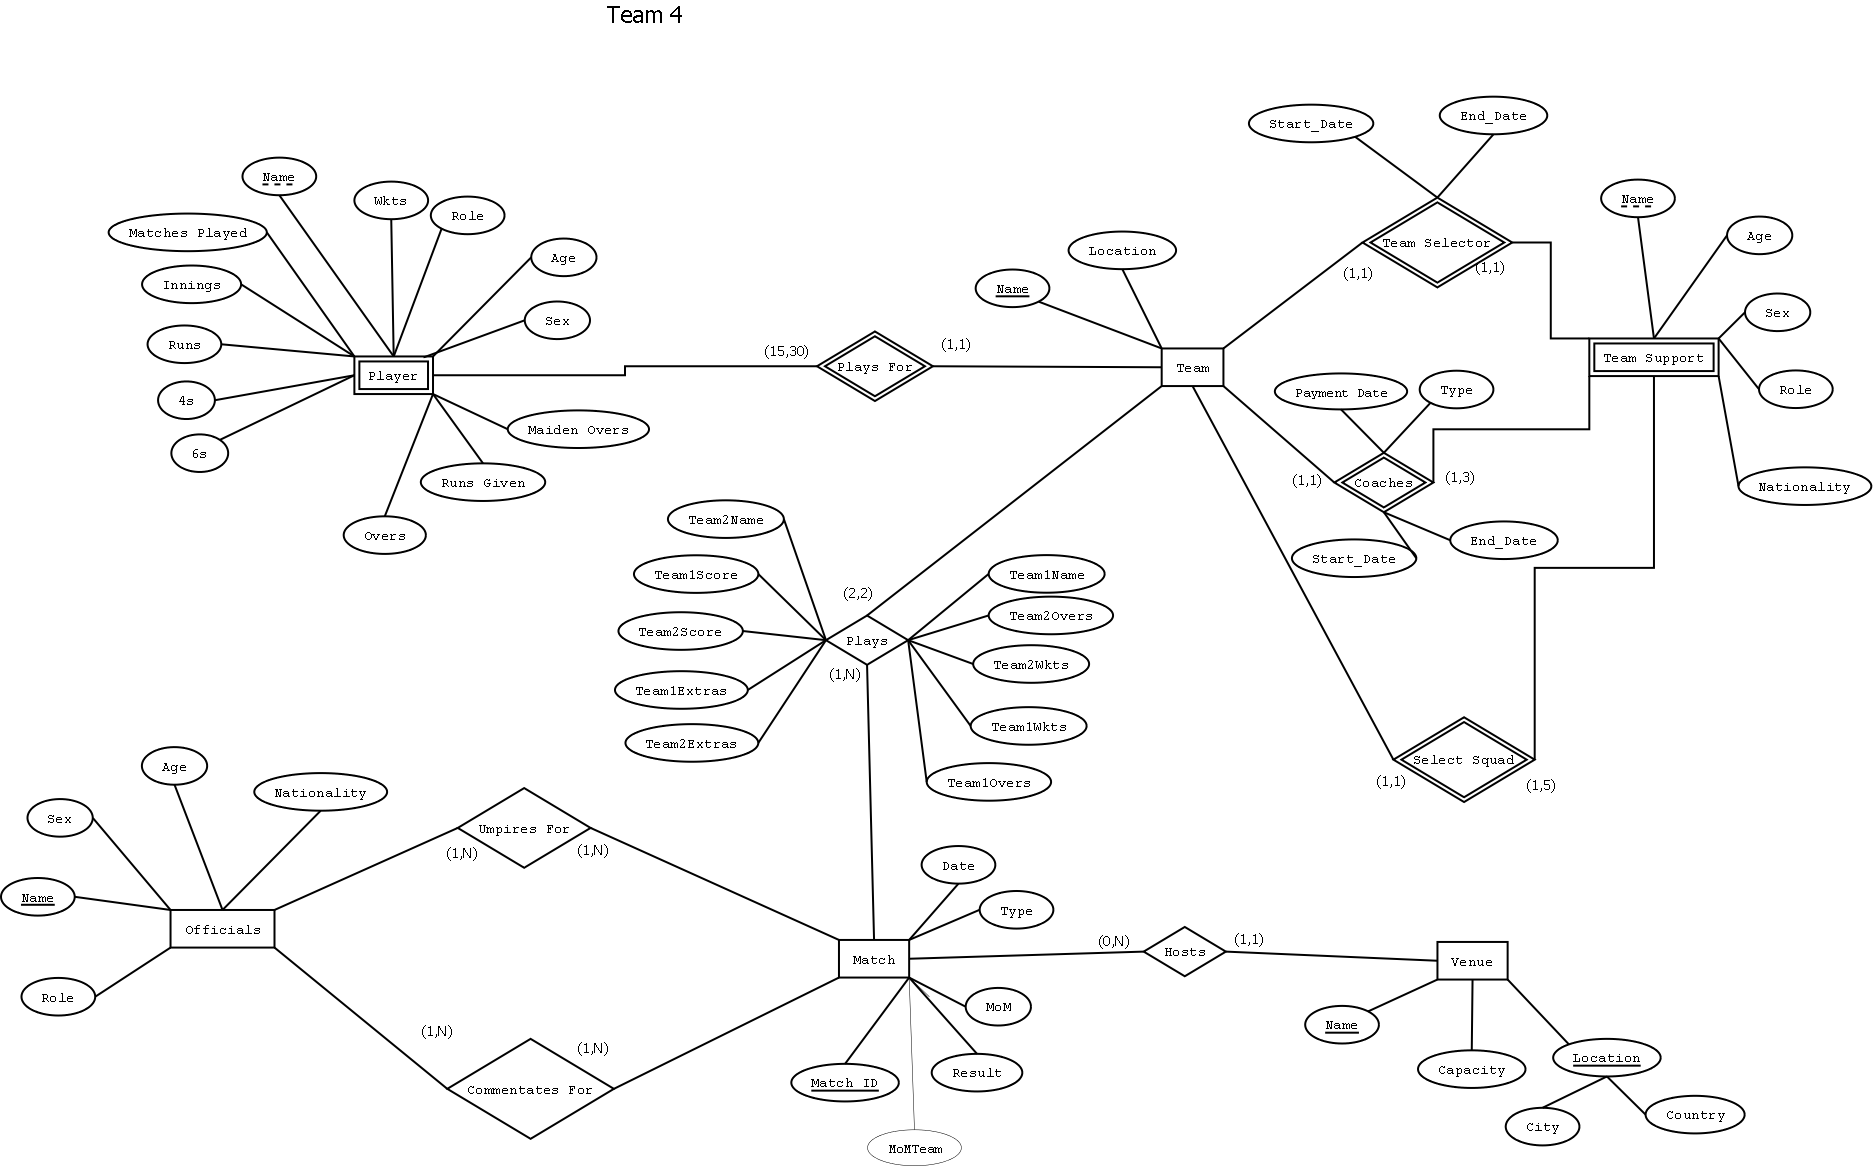 Team 4
End_Date
Start_Date
Name
Wkts
Role
Name
Matches Played
Age
Location
Team Selector
Age
(1,1)
(1,1)
Innings
Name
Sex
Sex
Runs
(15,30)
(1,1)
Plays For
Team
Team Support
Player
4s
Payment Date
Type
Role
Maiden Overs
6s
Runs Given
(1,1)
Coaches
(1,3)
Nationality
Team2Name
Overs
End_Date
Start_Date
Team1Score
Team1Name
(2,2)
Team2Overs
Team2Score
Plays
Team2Wkts
(1,N)
Team1Extras
Team1Wkts
Team2Extras
Select Squad
Age
Team1Overs
(1,1)
(1,5)
Nationality
Sex
Umpires For
(1,N)
(1,N)
Date
Name
Type
Officials
(0,N)
(1,1)
Hosts
Match
Venue
Role
MoM
(1,N)
Name
(1,N)
Location
Capacity
Result
Match ID
Commentates For
Country
City
MoMTeam